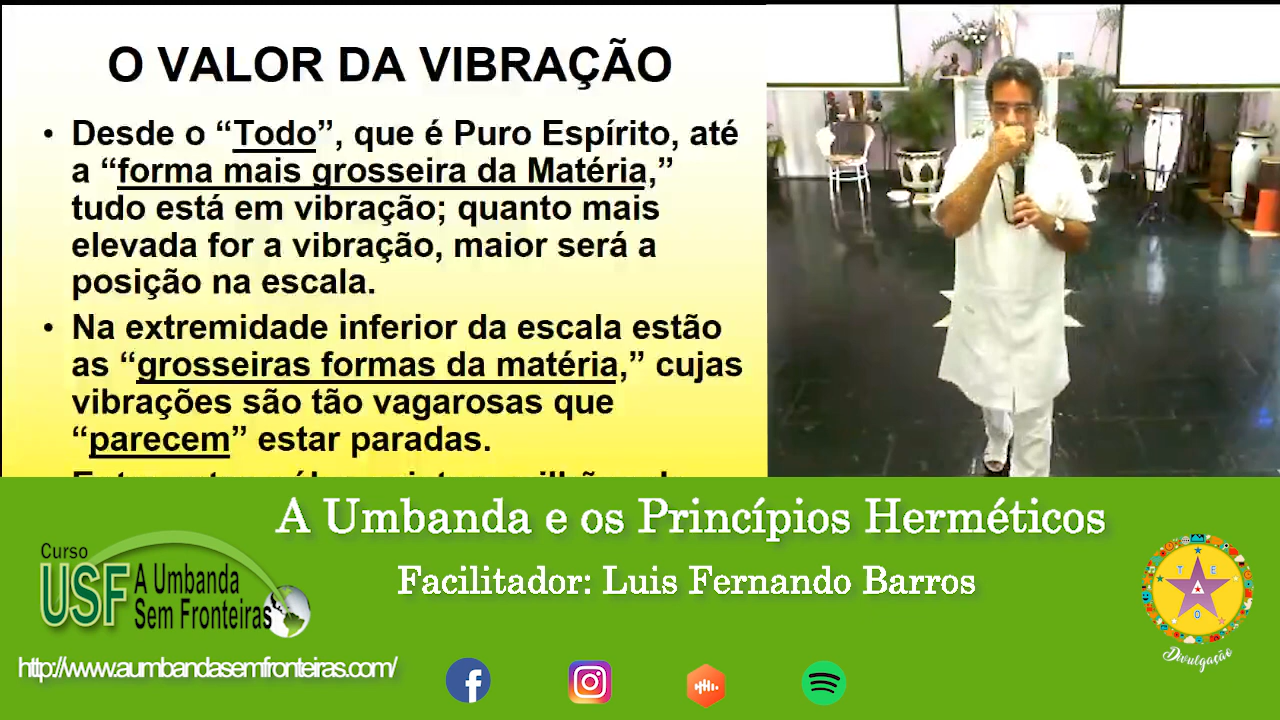 O VALOR DA VIBRAÇÃO
• Desde o “Todo”, que é Puro Espírito, até
a “forma mais grosseira da Matéria,”
tudo está em vibração; quanto mais
elevada for a vibração, maior será a
posição na escala.
• Na extremidade inferior da escala estão
as “grosseiras formas da matéria,” cujas
vibrações são tão vagarosas que
“parecem” estar paradas.
A Umbanda e os Princípios Herméticos
Facilitador: Luis Fernando Barros
Curso
USF A Umbanda
Sem Fronteiras
http://www.aumbandasemfronteiras.com/
T E
A
O
Divulgação